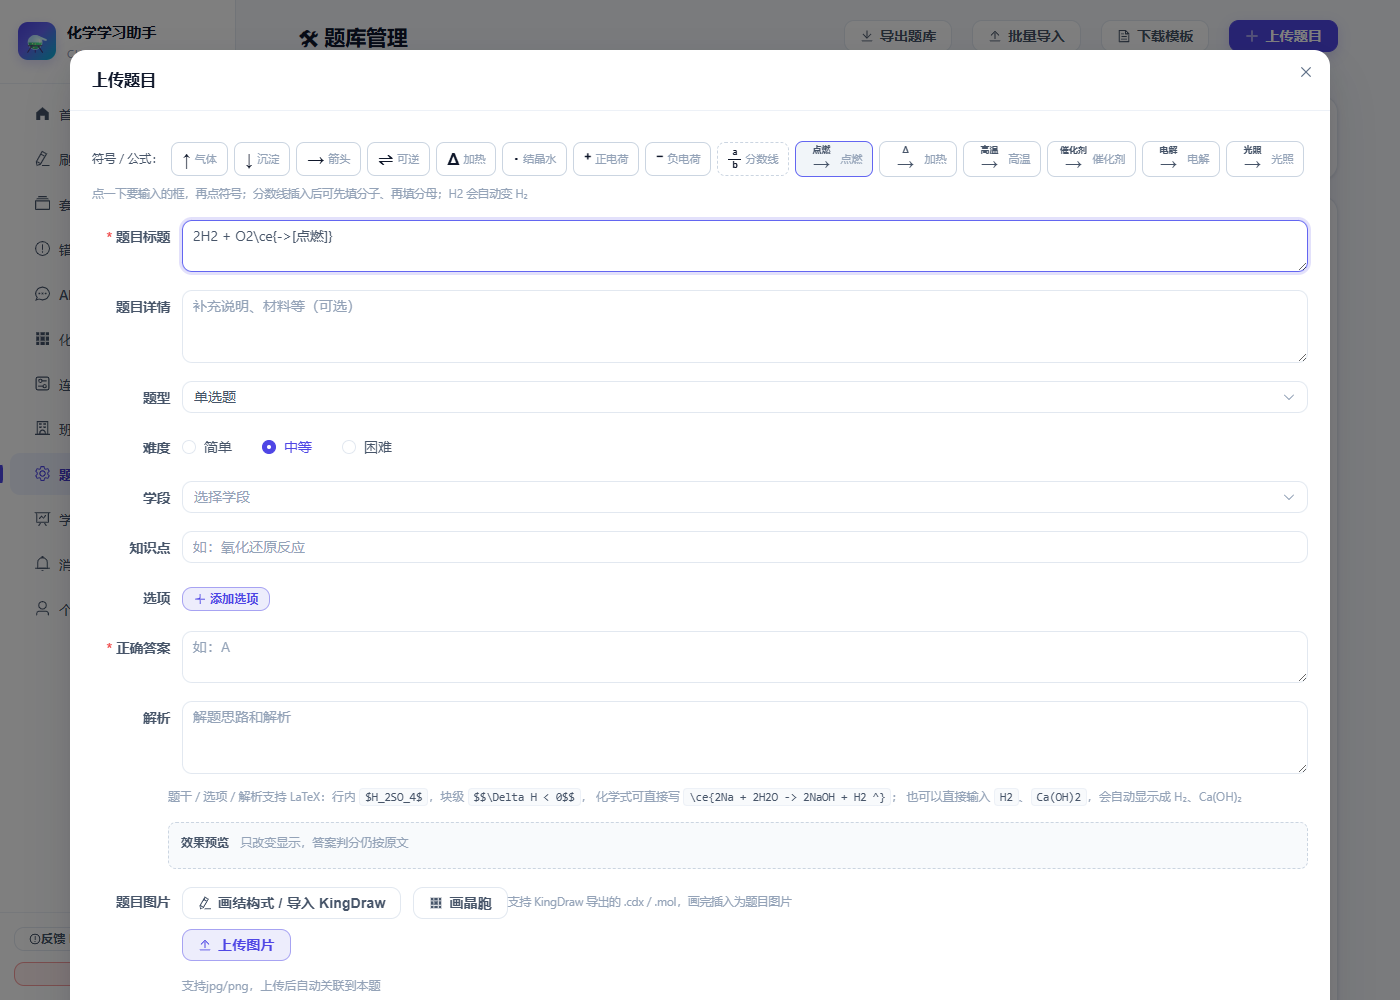 化学学习助手
🛠 题库管理
导出题库
批量导入
下载模板
上传题目
上传题目
符号 / 公式：
↑ 气体
↓ 沉淀
→ 箭头
⇌ 可逆
Δ 加热
· 结晶水
+ 正电荷
− 负电荷
a/b 分数线
点燃 → 点燃
Δ → 加热
高温 → 高温
催化剂 → 催化剂
电解 → 电解
光照 → 光照
点一下要输入的框，再点符号；分数线插入后可先填分子、再填分母；H2 会自动变 H₂
* 题目标题
2H2 + O2\ce{->[点燃]}
题目详情
补充说明、材料等（可选）
题型
单选题
难度
简单
中等
困难
学段
选择学段
知识点
如：氧化还原反应
选项
+ 添加选项
* 正确答案
如：A
解析
解题思路和解析
题干 / 选项 / 解析支持 LaTeX：行内 $H_2SO_4$，块级 $$\Delta H < 0$$， 化学式可直接写 \ce{2Na + 2H2O -> 2NaOH + H2 ^}； 也可以直接输入 H2、Ca(OH)2，会自动显示成 H₂、Ca(OH)₂
效果预览 只改变显示，答案判分仍按原文
题目图片
画结构式 / 导入 KingDraw
画晶胞
支持 KingDraw 导出的 .cdx / .mol，画完插入为题目图片
上传图片
支持jpg/png，上传后自动关联到本题
反馈